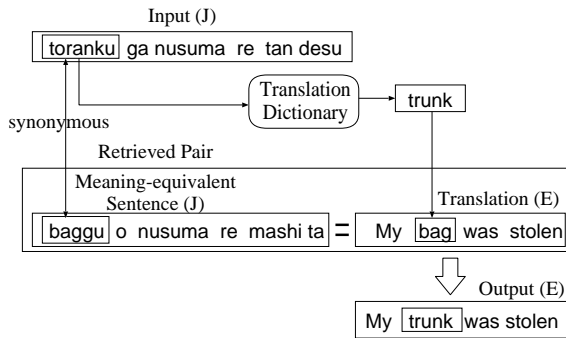 Input (J)
toranku ga nusuma re tan desu
Translation
Dictionary
trunk
synonymous
Retrieved Pair
Meaning-equivalent
Sentence (J)
Translation (E)
baggu o nusuma re mashi ta = My bag was stolen
Output (E)
My trunk was stolen